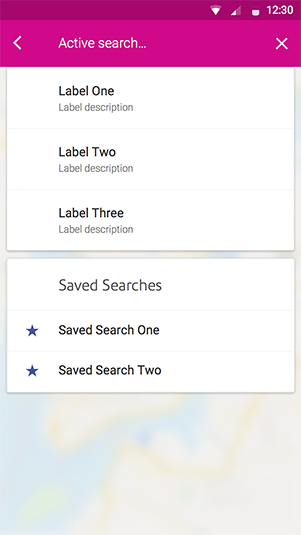 12:30
Active search...
Label One
Label description
Label Two
Label description
Label Three
Label description
Saved Searches
Saved Search One
Saved Search Two